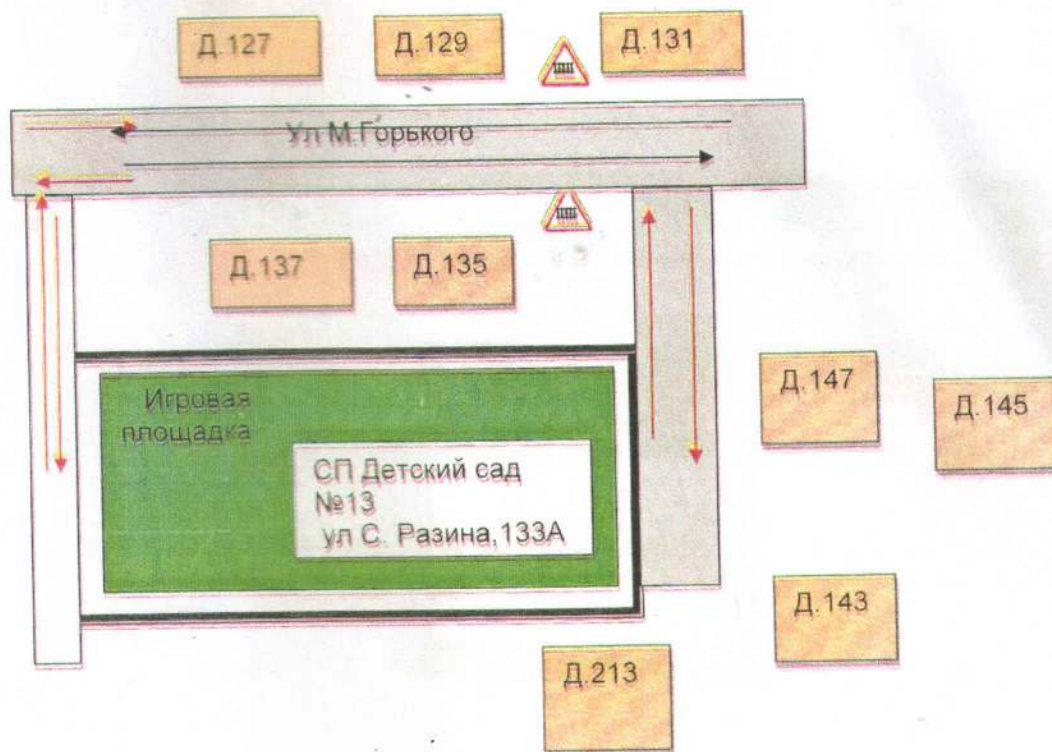 Д.127
Д.129
Д.131
Ул М.Горького
Д.137
Д.135
Д.147
Д.145
Игровая
площадка
СП Детский сад
№13
ул С. Разина,133А
Д.143
Д.213